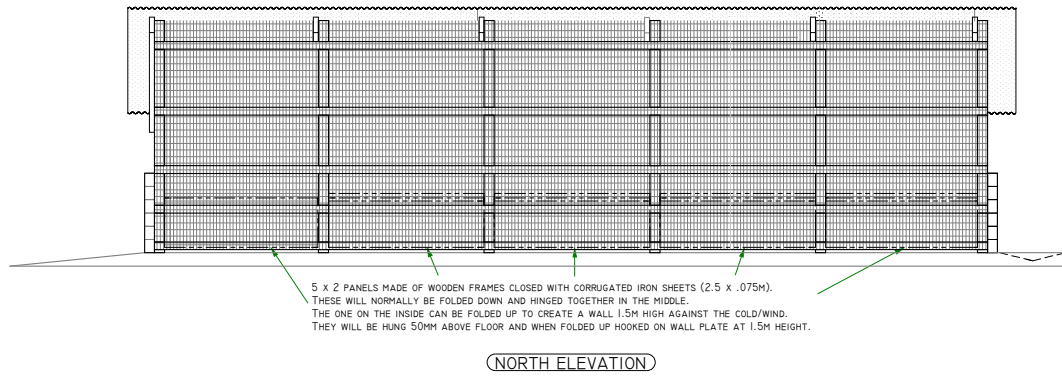 5 X 2 PANELS MADE OF WOODEN FRAMES CLOSED WITH CORRUGATED IRON SHEETS (2.5 X .075M).
THESE WILL NORMALLY BE FOLDED DOWN AND HINGED TOGETHER IN THE MIDDLE.
THE ONE ON THE INSIDE CAN BE FOLDED UP TO CREATE A WALL 1.5M HIGH AGAINST THE COLD/WIND.
THEY WILL BE HUNG 50MM ABOVE FLOOR AND WHEN FOLDED UP HOOKED ON WALL PLATE AT 1.5M HEIGHT.
NORTH ELEVATION